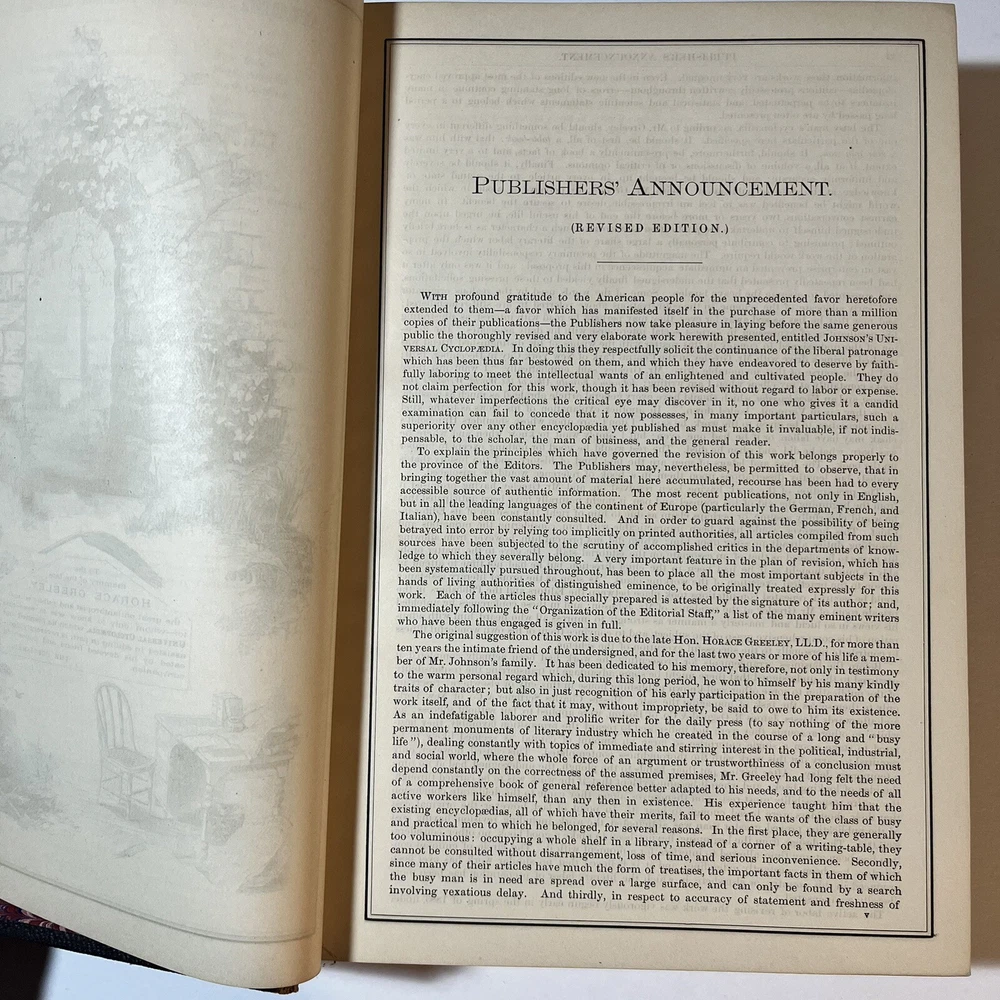 PUBLISHERS' ANNOUNCEMENT.
(REVISED EDITION.)
WITH profound gratitude to the American people for the unprecedented favor heretofore
extended to them—a favor which has manifested itself in the purchase of more than a million
copies of their publications—the Publishers now take pleasure in laying before the same generous
public the thoroughly revised and very elaborate work herewith presented, entitled JOHNSON'S UNI-
VERSAL CYCLOPÆDIA. In doing this they respectfully solicit the continuance of the liberal patronage
which has been thus far bestowed on them, and which they have endeavored to deserve by faith-
fully laboring to meet the intellectual wants of an enlightened and cultivated people. They do
not claim perfection for this work, though it has been revised without regard to labor or expense.
Still, whatever imperfections the critical eye may discover in it, no one who gives it a candid
examination can fail to concede that it now possesses, in many important particulars, such a
superiority over any other encyclopædia yet published as must make it invaluable, if not indis-
pensable, to the scholar, the man of business, and the general reader.
To explain the principles which have governed the revision of this work belongs properly to
the province of the Editors. The Publishers may, nevertheless, be permitted to observe, that in
bringing together the vast amount of material here accumulated, recourse has been had to every
accessible source of authentic information. The most recent publications, not only in English,
but in all the leading languages of the continent of Europe (particularly the German, French, and
Italian), have been constantly consulted. And in order to guard against the possibility of being
betrayed into error by relying too implicitly on printed authorities, all articles compiled from such
sources have been subjected to the scrutiny of accomplished critics in the departments of know-
ledge to which they severally belong. A very important feature in the plan of revision, which has
been systematically pursued throughout, has been to place all the most important subjects in the
hands of living authorities of distinguished eminence, to be originally treated expressly for this
work. Each of the articles thus specially prepared is attested by the signature of its author; and,
immediately following the "Organization of the Editorial Staff," a list of the many eminent writers
who have been thus engaged is given in full.
The original suggestion of this work is due to the late Hon. HORACE GREELEY, LL.D., for more than
ten years the intimate friend of the undersigned, and for the last two years or more of his life a mem-
ber of Mr. Johnson's family. It has been dedicated to his memory, therefore, not only in testimony
to the warm personal regard which, during this long period, he won to himself by his many kindly
traits of character; but also in just recognition of his early participation in the preparation of the
work itself, and of the fact that it may, without impropriety, be said to owe to him its existence.
As an indefatigable laborer and prolific writer for the daily press (to say nothing of the more
permanent monuments of literary industry which he created in the course of a long and "busy
life"), dealing constantly with topics of immediate and stirring interest in the political, industrial,
and social world, where the whole force of an argument or trustworthiness of a conclusion must
depend constantly on the correctness of the assumed premises, Mr. Greeley had long felt the need
of a comprehensive book of general reference better adapted to his needs, and to the needs of all
active workers like himself, than any then in existence. His experience taught him that the
existing encyclopædias, all of which have their merits, fail to meet the wants of the class of busy
and practical men to which he belonged, for several reasons. In the first place, they are generally
too voluminous: occupying a whole shelf in a library, instead of a corner of a writing-table, they
cannot be consulted without disarrangement, loss of time, and serious inconvenience. Secondly,
since many of their articles have much the form of treatises, the important facts in them of which
the busy man is in need are spread over a large surface, and can only be found by a search
involving vexatious delay. And thirdly, in respect to accuracy of statement and freshness of
v